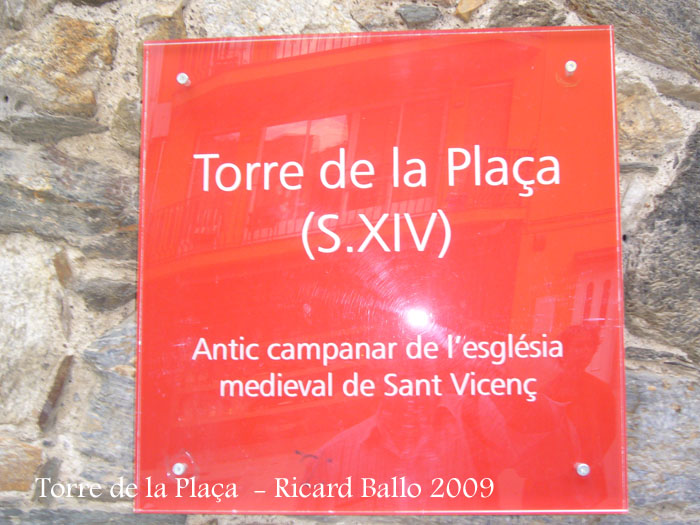 Torre de la Plaça
(S.XIV)
Antic campanar de l'església
medieval de Sant Vicenç
Torre de la Plaça - Ricard Ballo 2009